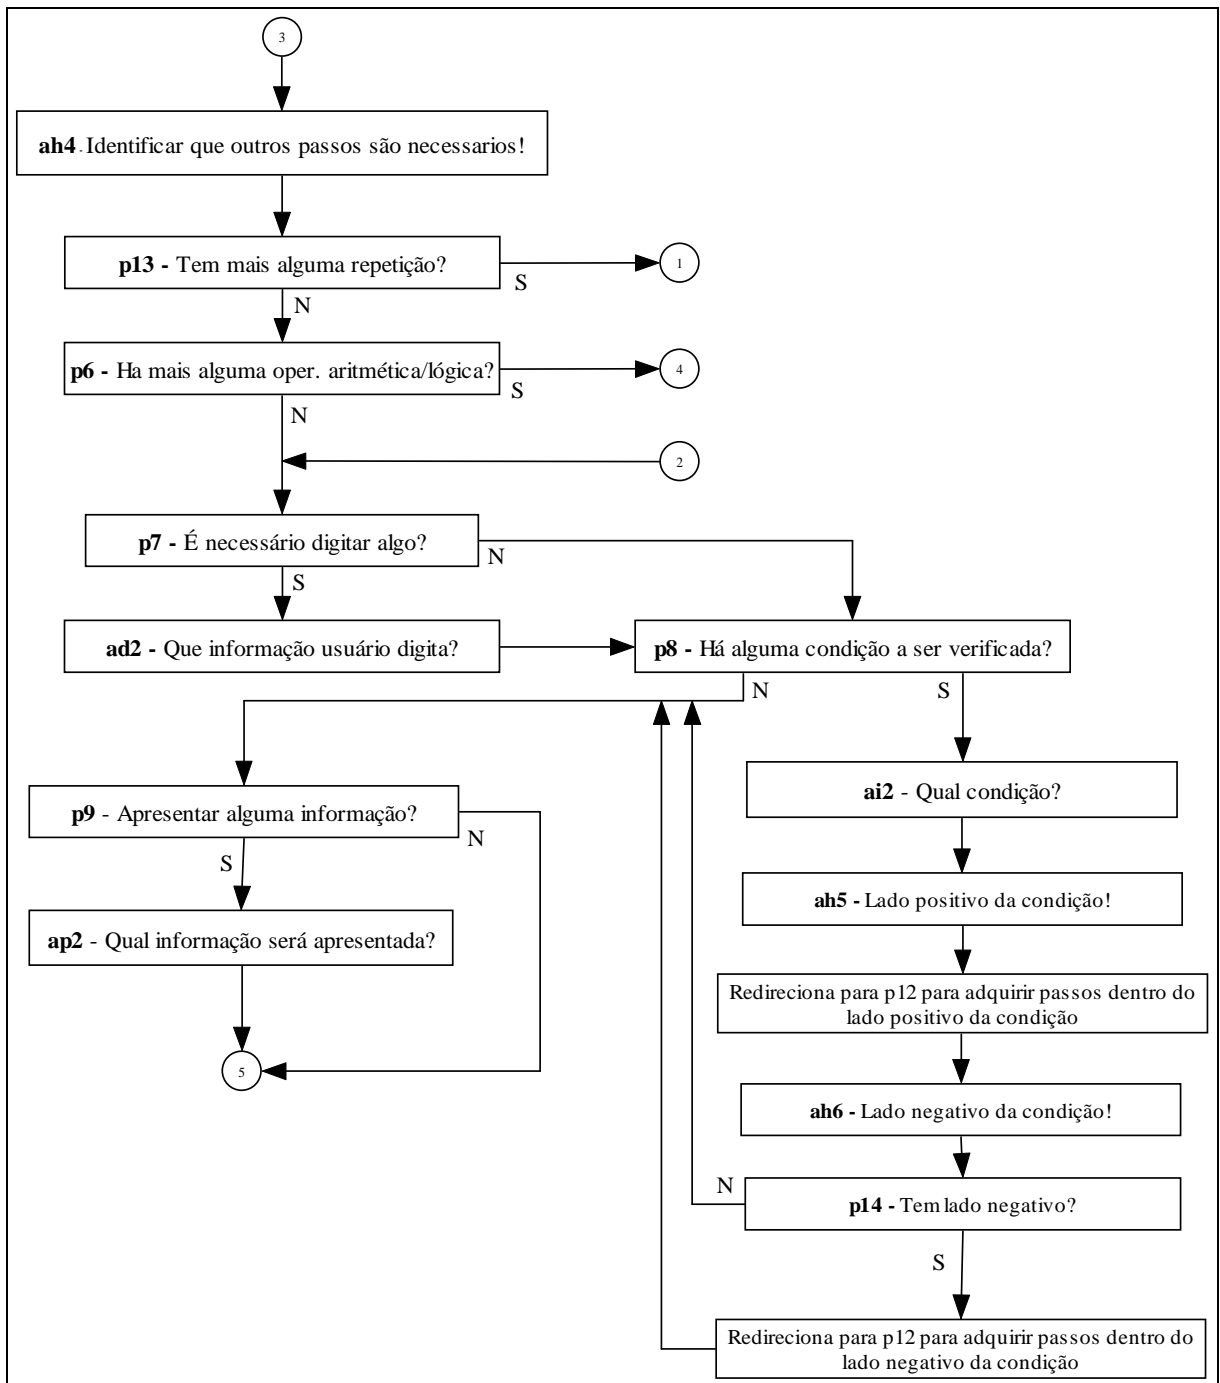 3
ah4 - Identificar que outros passos são necessarios!
p13 - Tem mais alguma repetição?
S
1
N
p6 - Ha mais alguma oper. aritmética/lógica?
S
4
N
2
p7 - É necessário digitar algo?
N
S
ad2 - Que informação usuário digita?
p8 - Há alguma condição a ser verificada?
N
S
ai2 - Qual condição?
p9 - Apresentar alguma informação?
N
S
ah5 - Lado positivo da condição!
ap2 - Qual informação será apresentada?
Redireciona para p12 para adquirir passos dentro do
lado positivo da condição
5
ah6 - Lado negativo da condição!
N
p14 - Tem lado negativo?
S
Redireciona para p12 para adquirir passos dentro do
lado negativo da condição